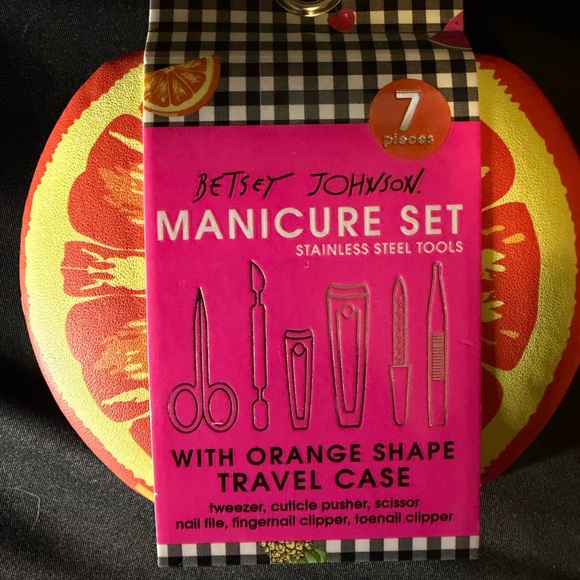 7
pieces
BETSEY JOHNSON.
MANICURE SET
STAINLESS STEEL TOOLS
WITH ORANGE SHAPE
TRAVEL CASE
tweezer, cuticle pusher, scissor
nail file, fingernail clipper, toenail clipper